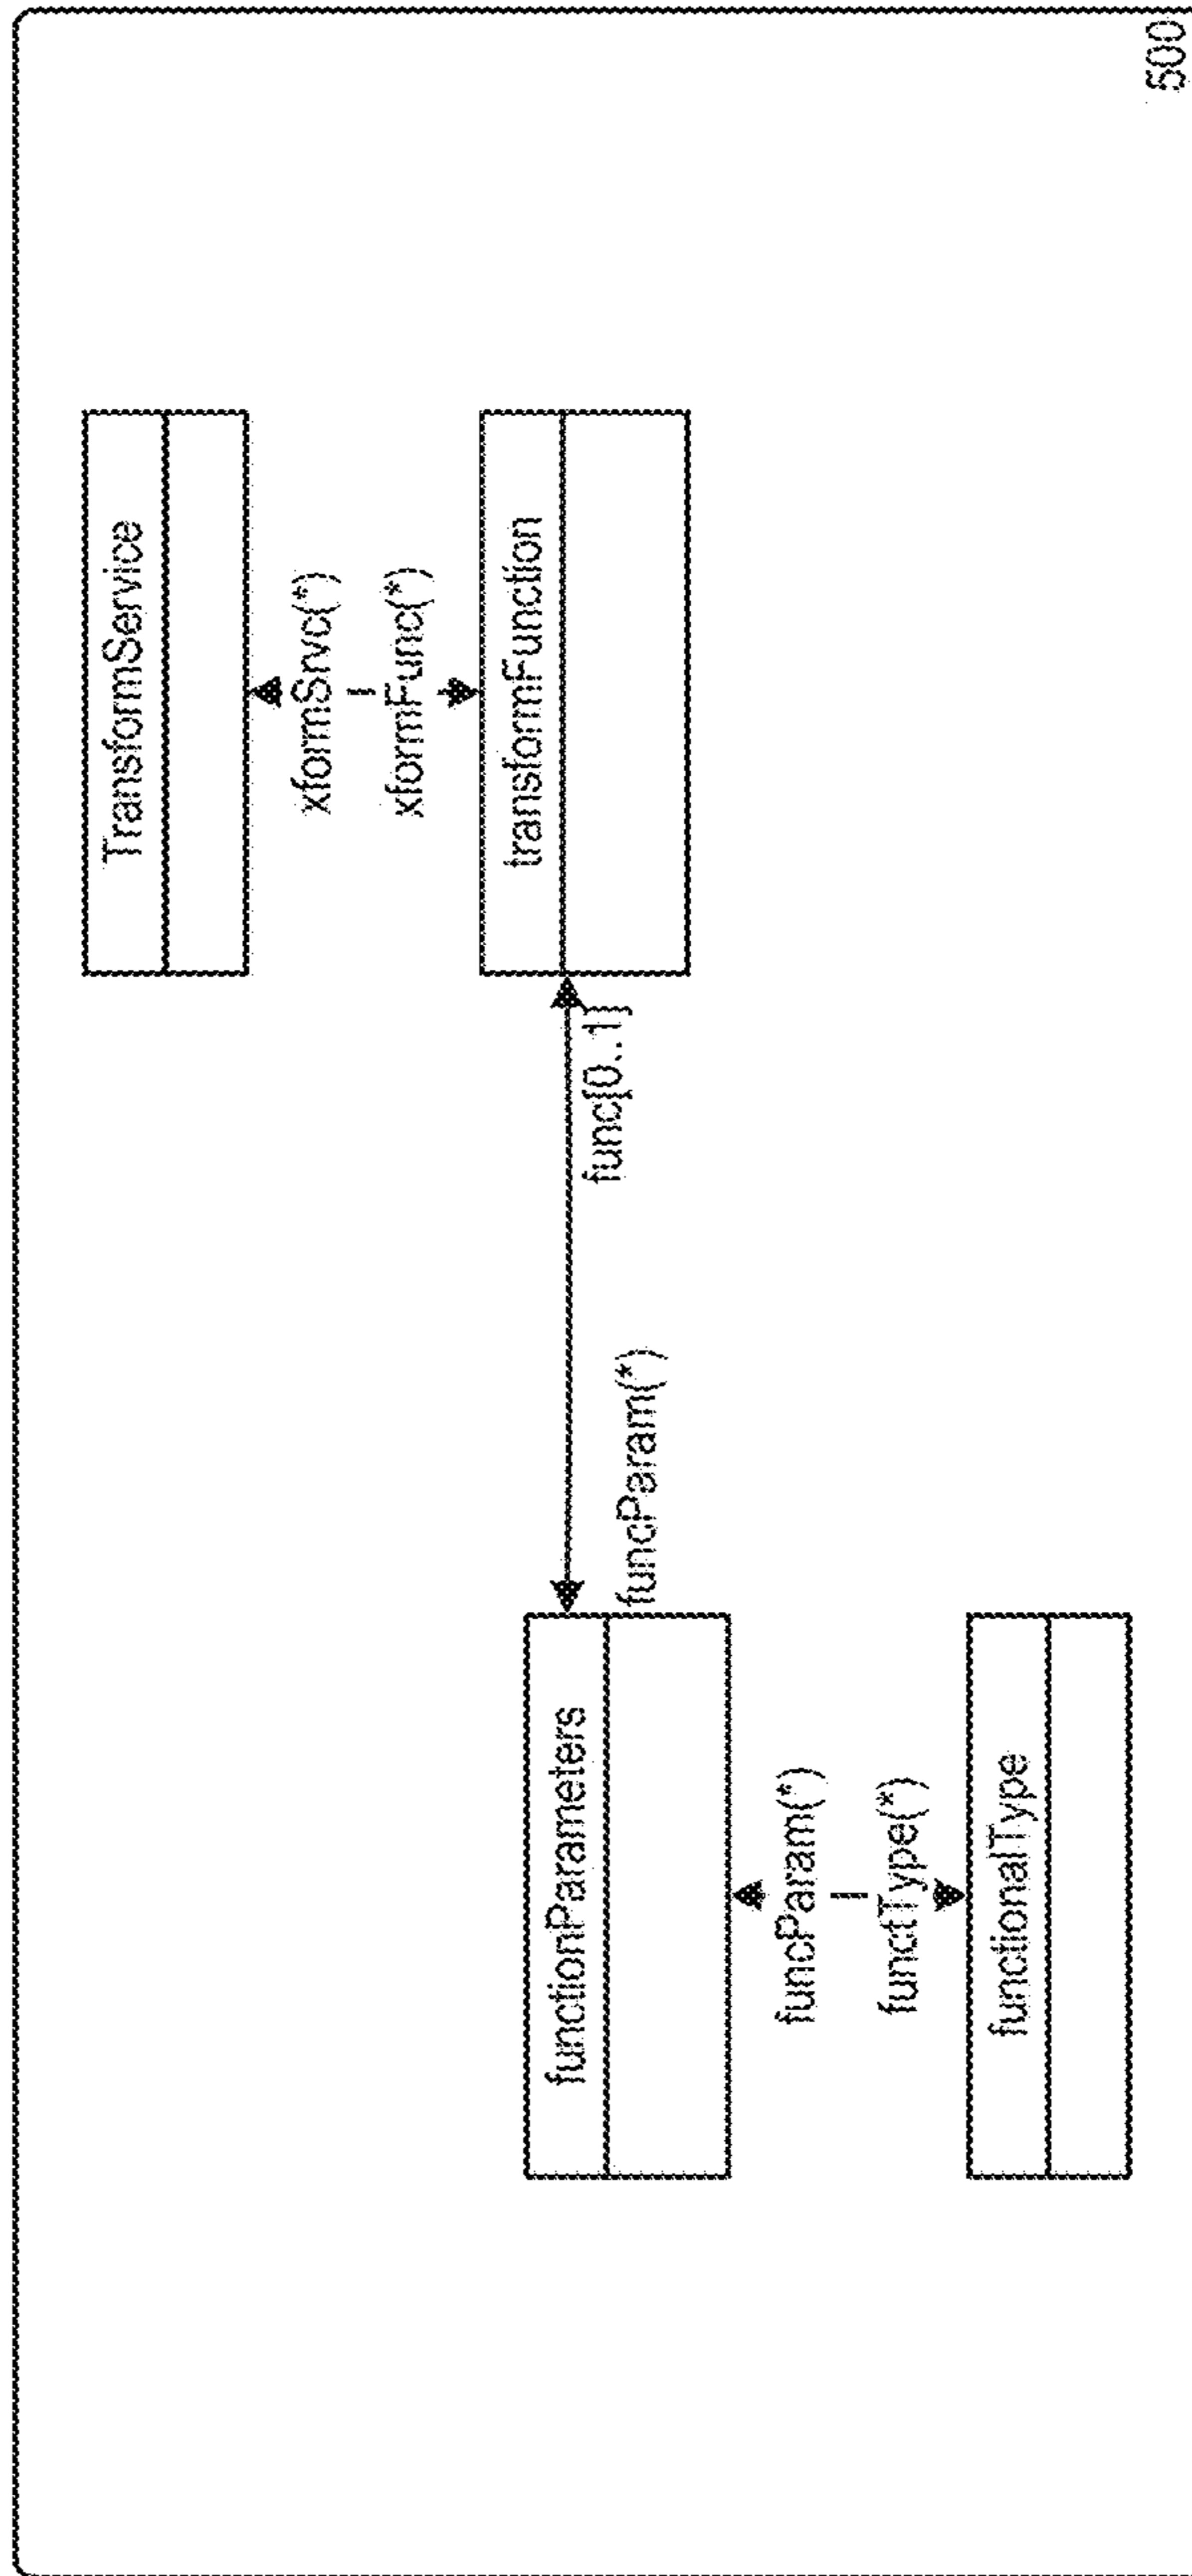 TransformService
xformSrvc(*)
xformFunc(*)
transformFunction
func[0..1]
funcParam(*)
functionParameters
funcParam(*)
functType(*)
functionalType
500